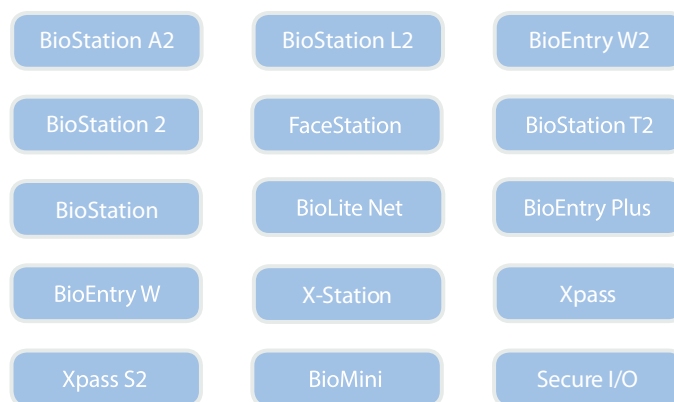 BioStation A2
BioStation L2
BioEntry W2
BioStation 2
FaceStation
BioStation T2
BioStation
BioLite Net
BioEntry Plus
BioEntry W
X-Station
Xpass
Xpass S2
BioMini
Secure I/O